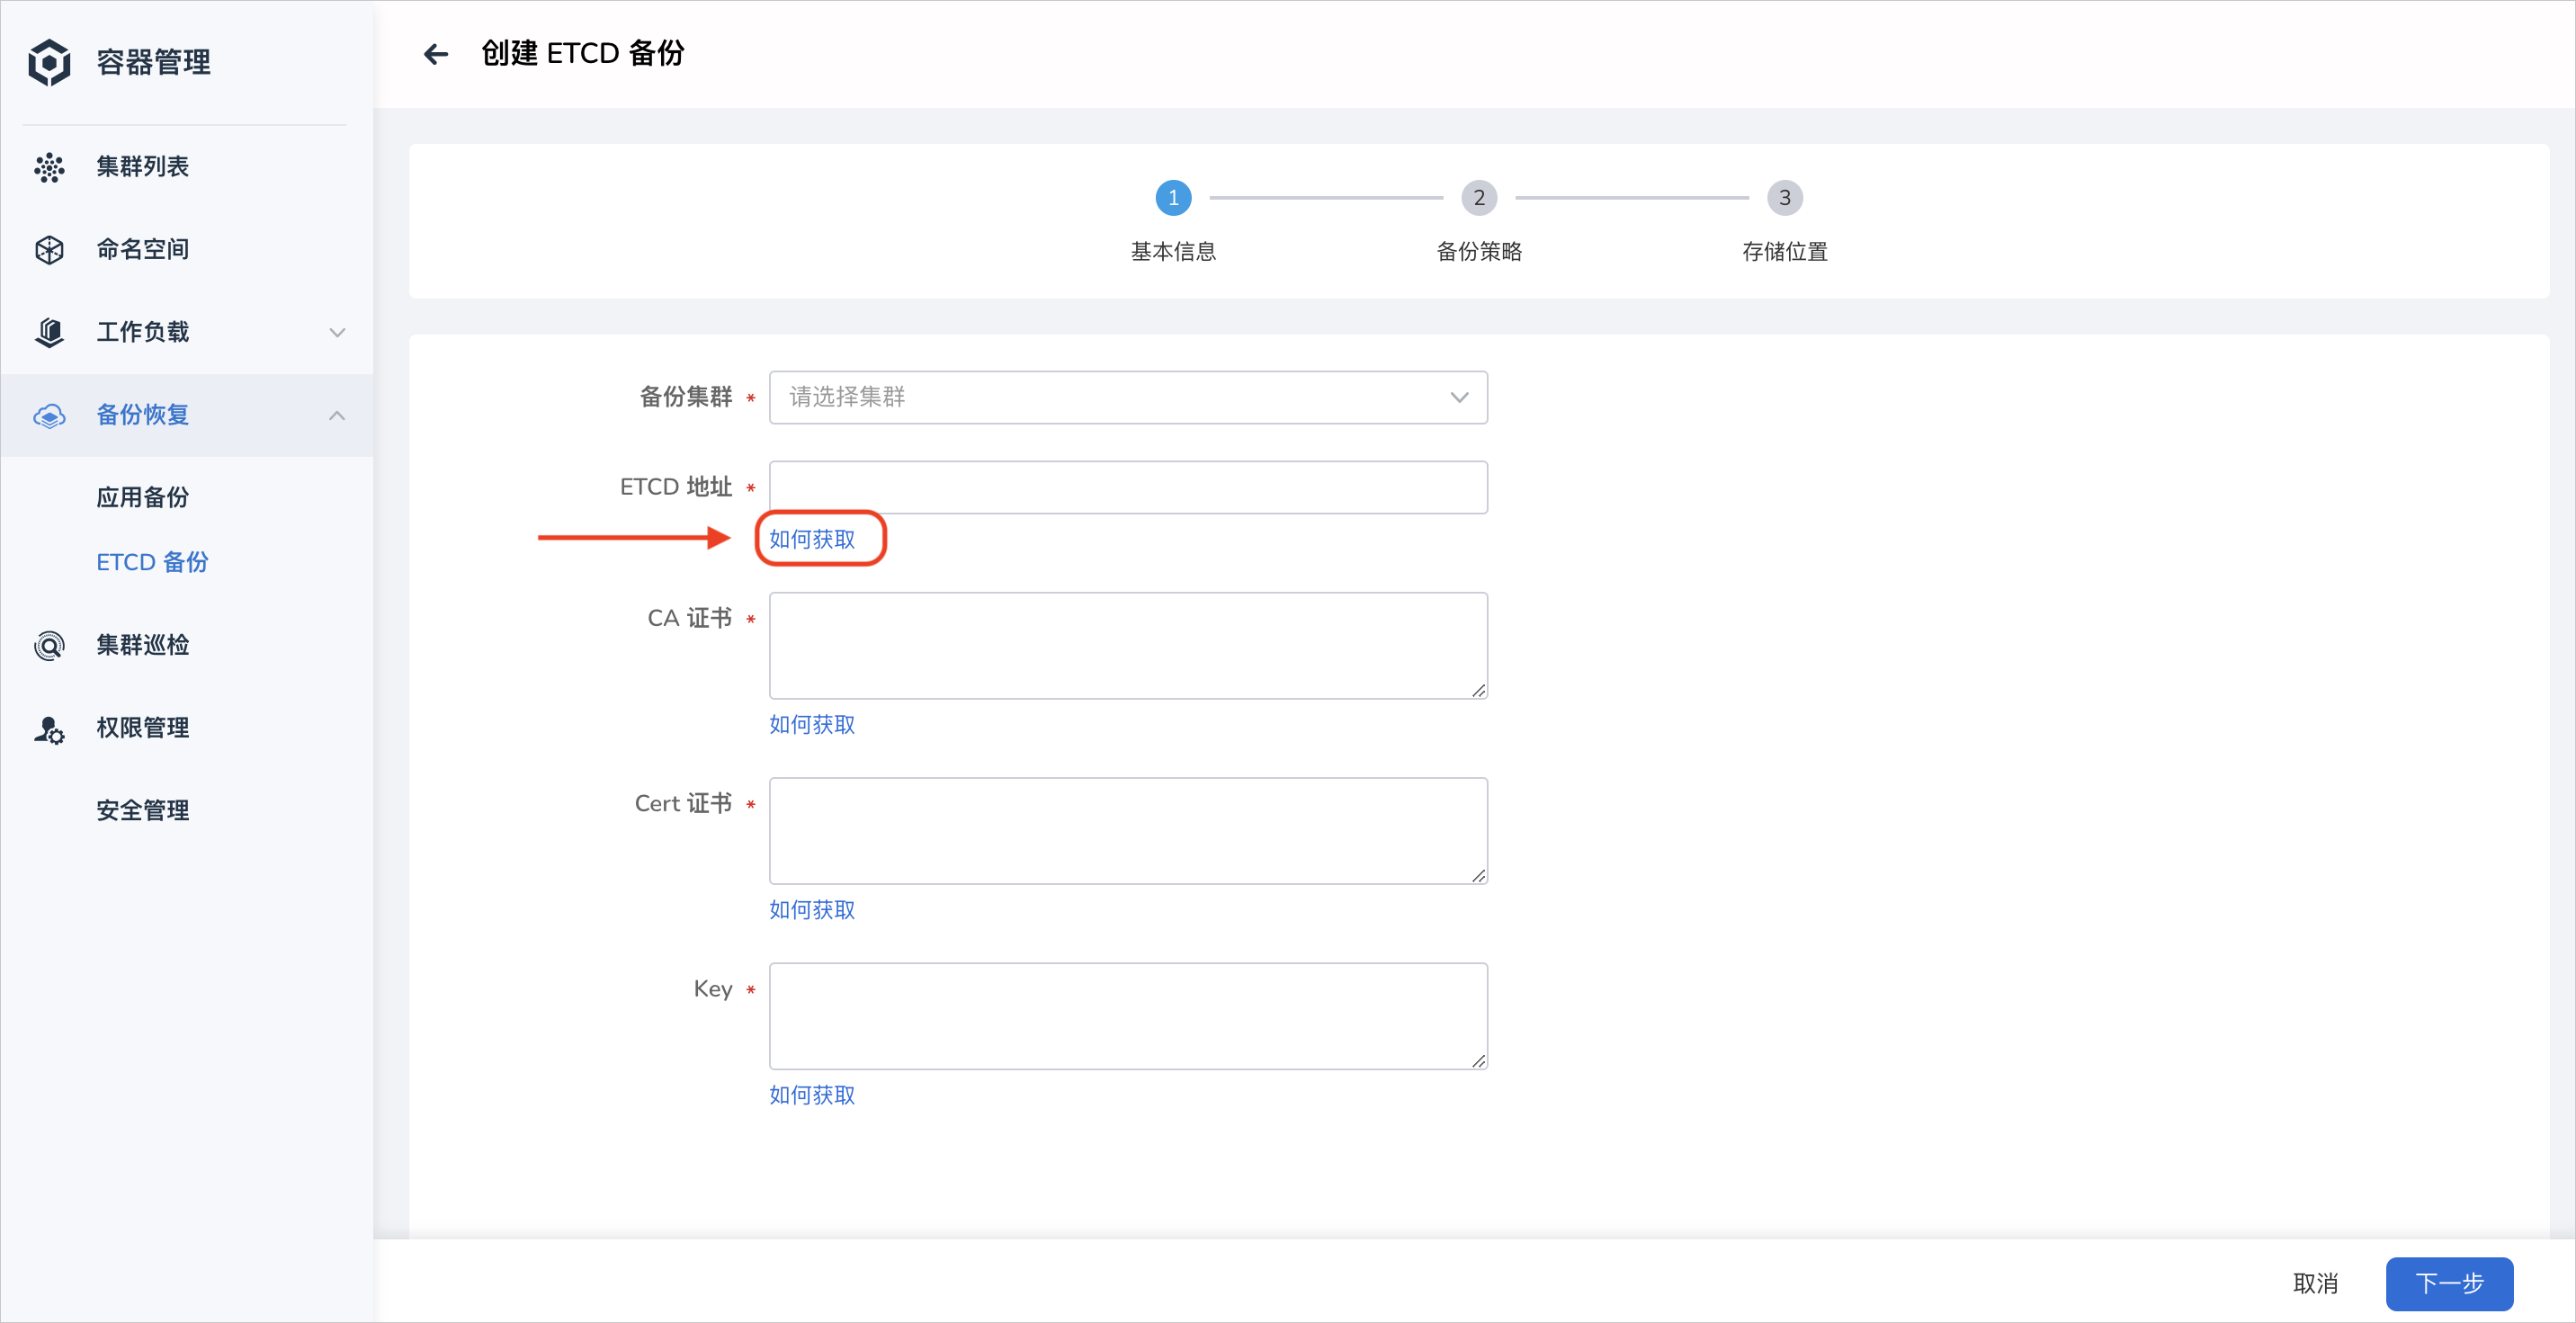 容器管理
集群列表
命名空间
工作负载
备份恢复
应用备份
ETCD 备份
集群巡检
权限管理
安全管理
创建 ETCD 备份
1
2
3
基本信息
备份策略
存储位置
备份集群 * 请选择集群
ETCD 地址 *
如何获取
CA 证书 *
如何获取
Cert 证书 *
如何获取
Key *
如何获取
取消
下一步